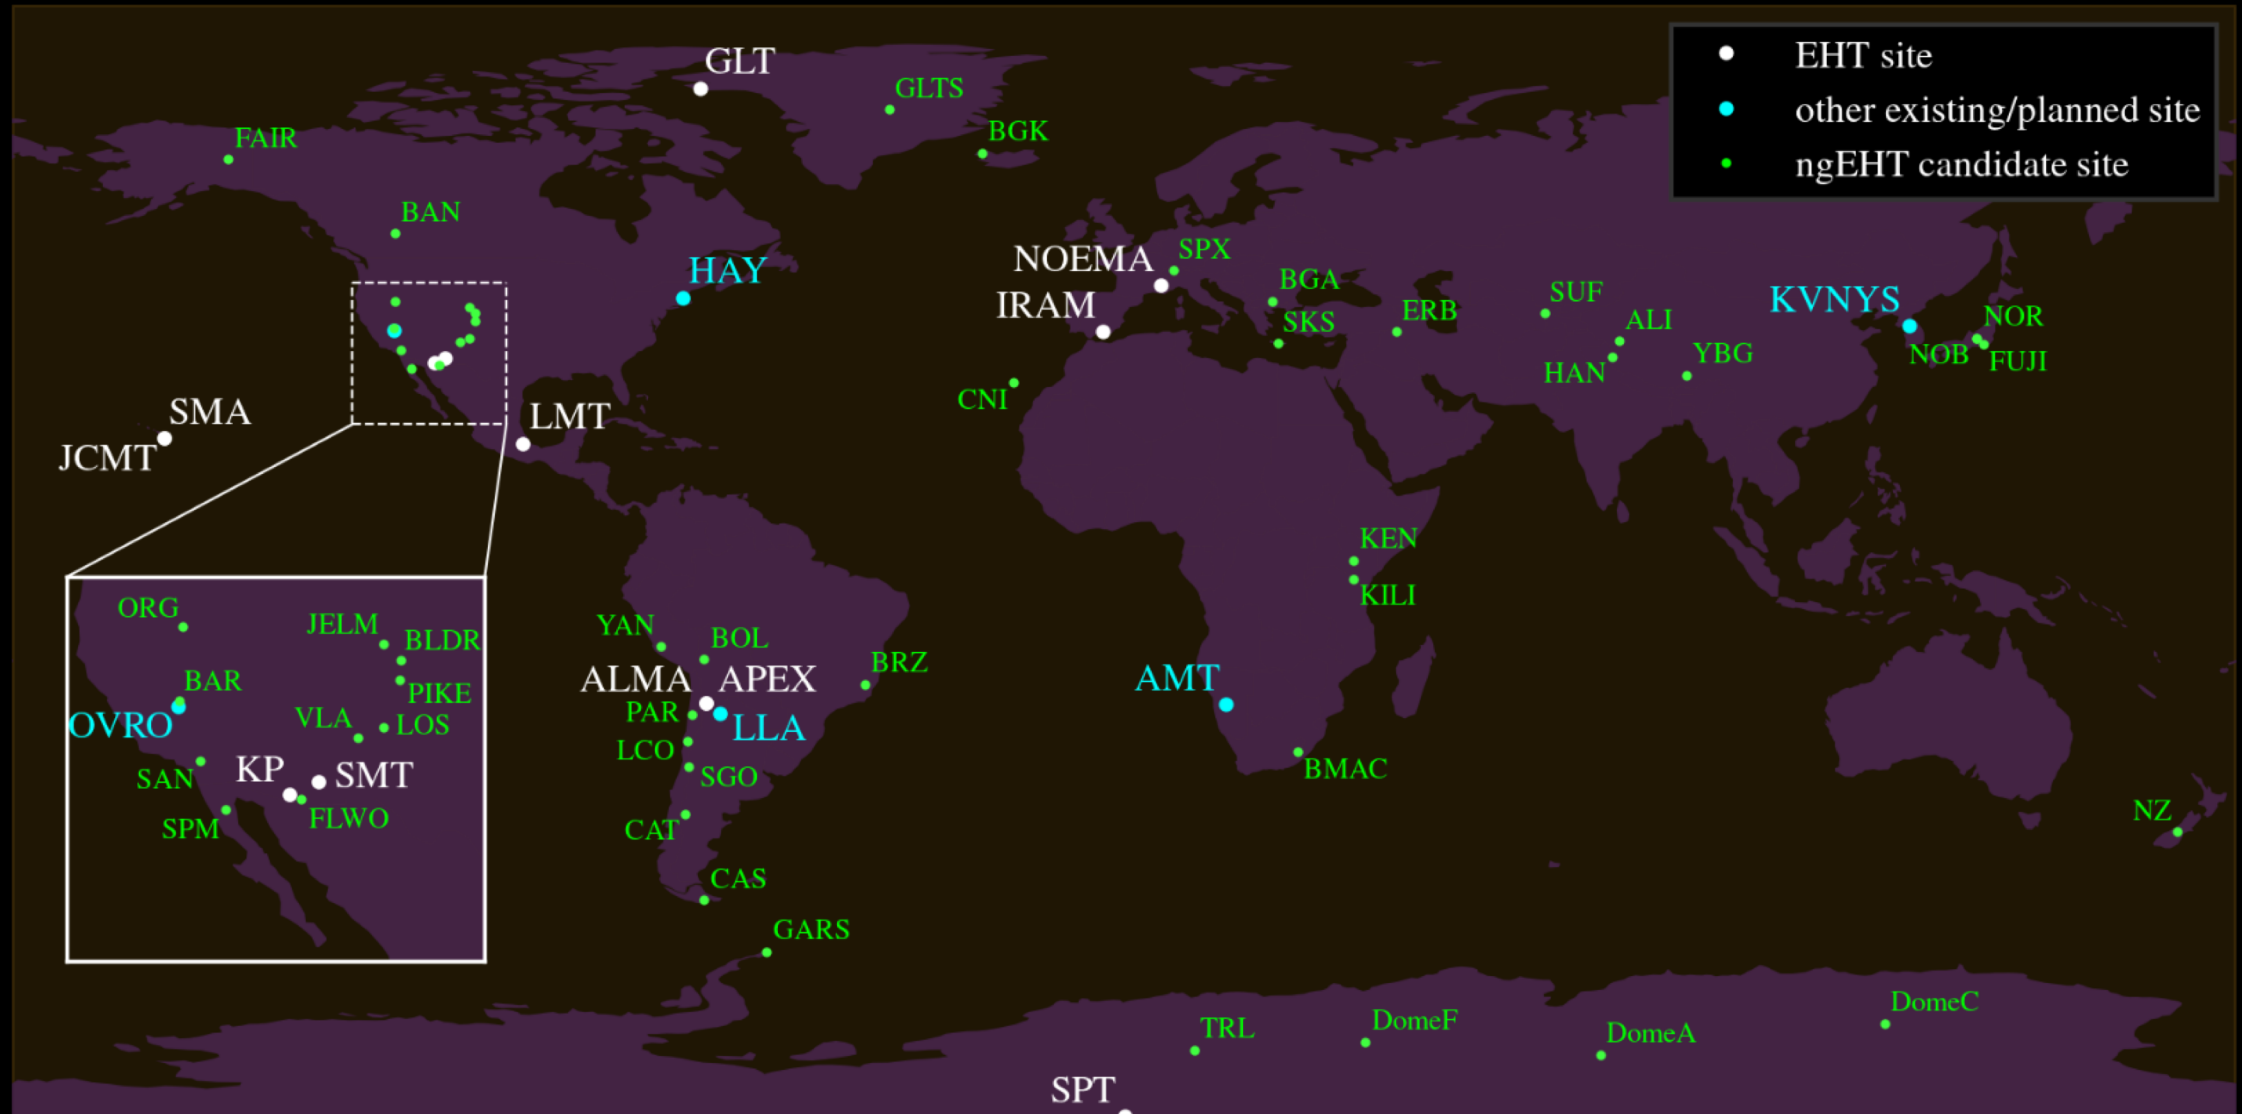 EHT site
other existing/planned site
ngEHT candidate site
GLT
GLTS
BGK
FAIR
BAN
HAY
NOEMA
SPX
IRAM
BGA
SKS
ERB
SUF
ALI
HAN
YBG
KVNYS
NOR
NOB
FUJI
CNI
SMA
JCMT
LMT
KEN
KILI
ORG
JELM
BLDR
BAR
PIKE
OVRO
VLA
LOS
SAN
KP
SMT
SPM
FLWO
YAN
BOL
BRZ
ALMA
APEX
PAR
LLA
LCO
SGO
CAT
CAS
GARS
AMT
BMAC
NZ
TRL
DomeF
DomeA
DomeC
SPT